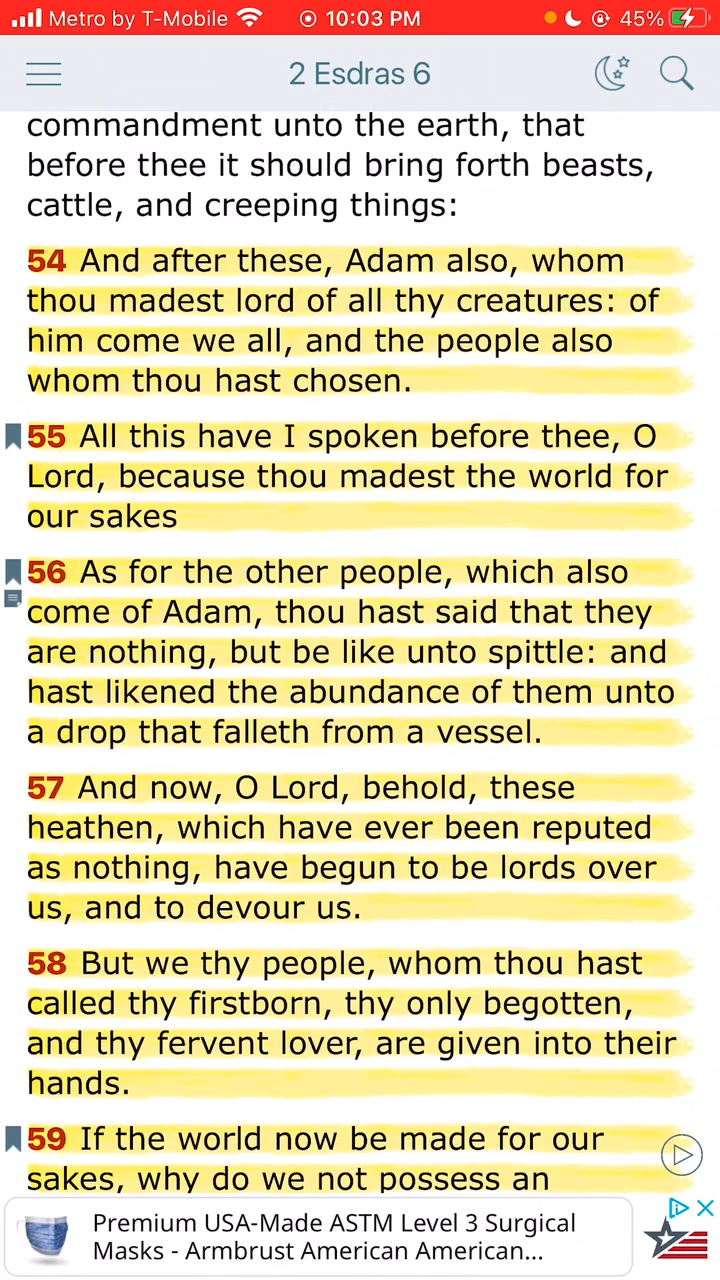 Metro by T-Mobile 10:03 PM 45%
2 Esdras 6
commandment unto the earth, that
before thee it should bring forth beasts,
cattle, and creeping things:
54 And after these, Adam also, whom
thou madest lord of all thy creatures: of
him come we all, and the people also
whom thou hast chosen.
55 All this have I spoken before thee, O
Lord, because thou madest the world for
our sakes
56 As for the other people, which also
come of Adam, thou hast said that they
are nothing, but be like unto spittle: and
hast likened the abundance of them unto
a drop that falleth from a vessel.
57 And now, O Lord, behold, these
heathen, which have ever been reputed
as nothing, have begun to be lords over
us, and to devour us.
58 But we thy people, whom thou hast
called thy firstborn, thy only begotten,
and thy fervent lover, are given into their
hands.
59 If the world now be made for our
sakes, why do we not possess an
Premium USA-Made ASTM Level 3 Surgical
Masks - Armbrust American American...